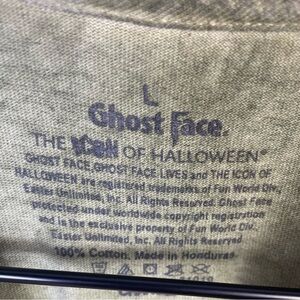 L
Ghost Face.
THE ICON OF HALLOWEEN®
GHOST FACE, GHOST FACE LIVES and THE ICON OF
HALLOWEEN are registered trademarks of Fun World Div.,
Easter Unlimited, Inc. All Rights Reserved. Ghost Face
protected under worldwide copyright registration
and is the exclusive property of Fun World Div.,
Easter Unlimited, Inc. All Rights Reserved.
100% Cotton. Made in Honduras.